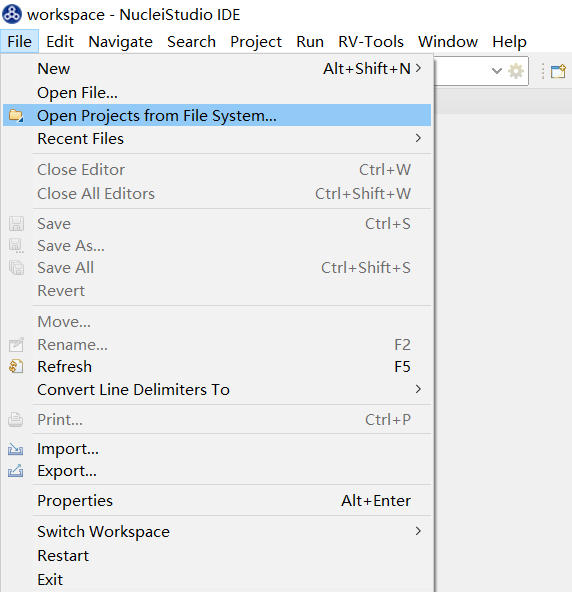 workspace - NucleiStudio IDE
File Edit Navigate Search Project Run RV-Tools Window Help
New Alt+Shift+N
Open File...
Open Projects from File System...
Recent Files
Close Editor Ctrl+W
Close All Editors Ctrl+Shift+W
Save Ctrl+S
Save As...
Save All Ctrl+Shift+S
Revert
Move...
Rename... F2
Refresh F5
Convert Line Delimiters To
Print... Ctrl+P
Import...
Export...
Properties Alt+Enter
Switch Workspace
Restart
Exit